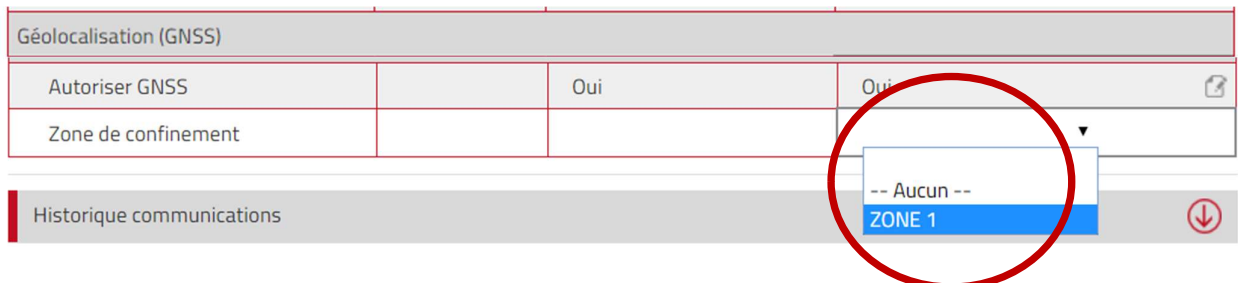 Géolocalisation (GNSS)
Autoriser GNSS Oui Oui
Zone de confinement
-- Aucun --
ZONE 1
Historique communications